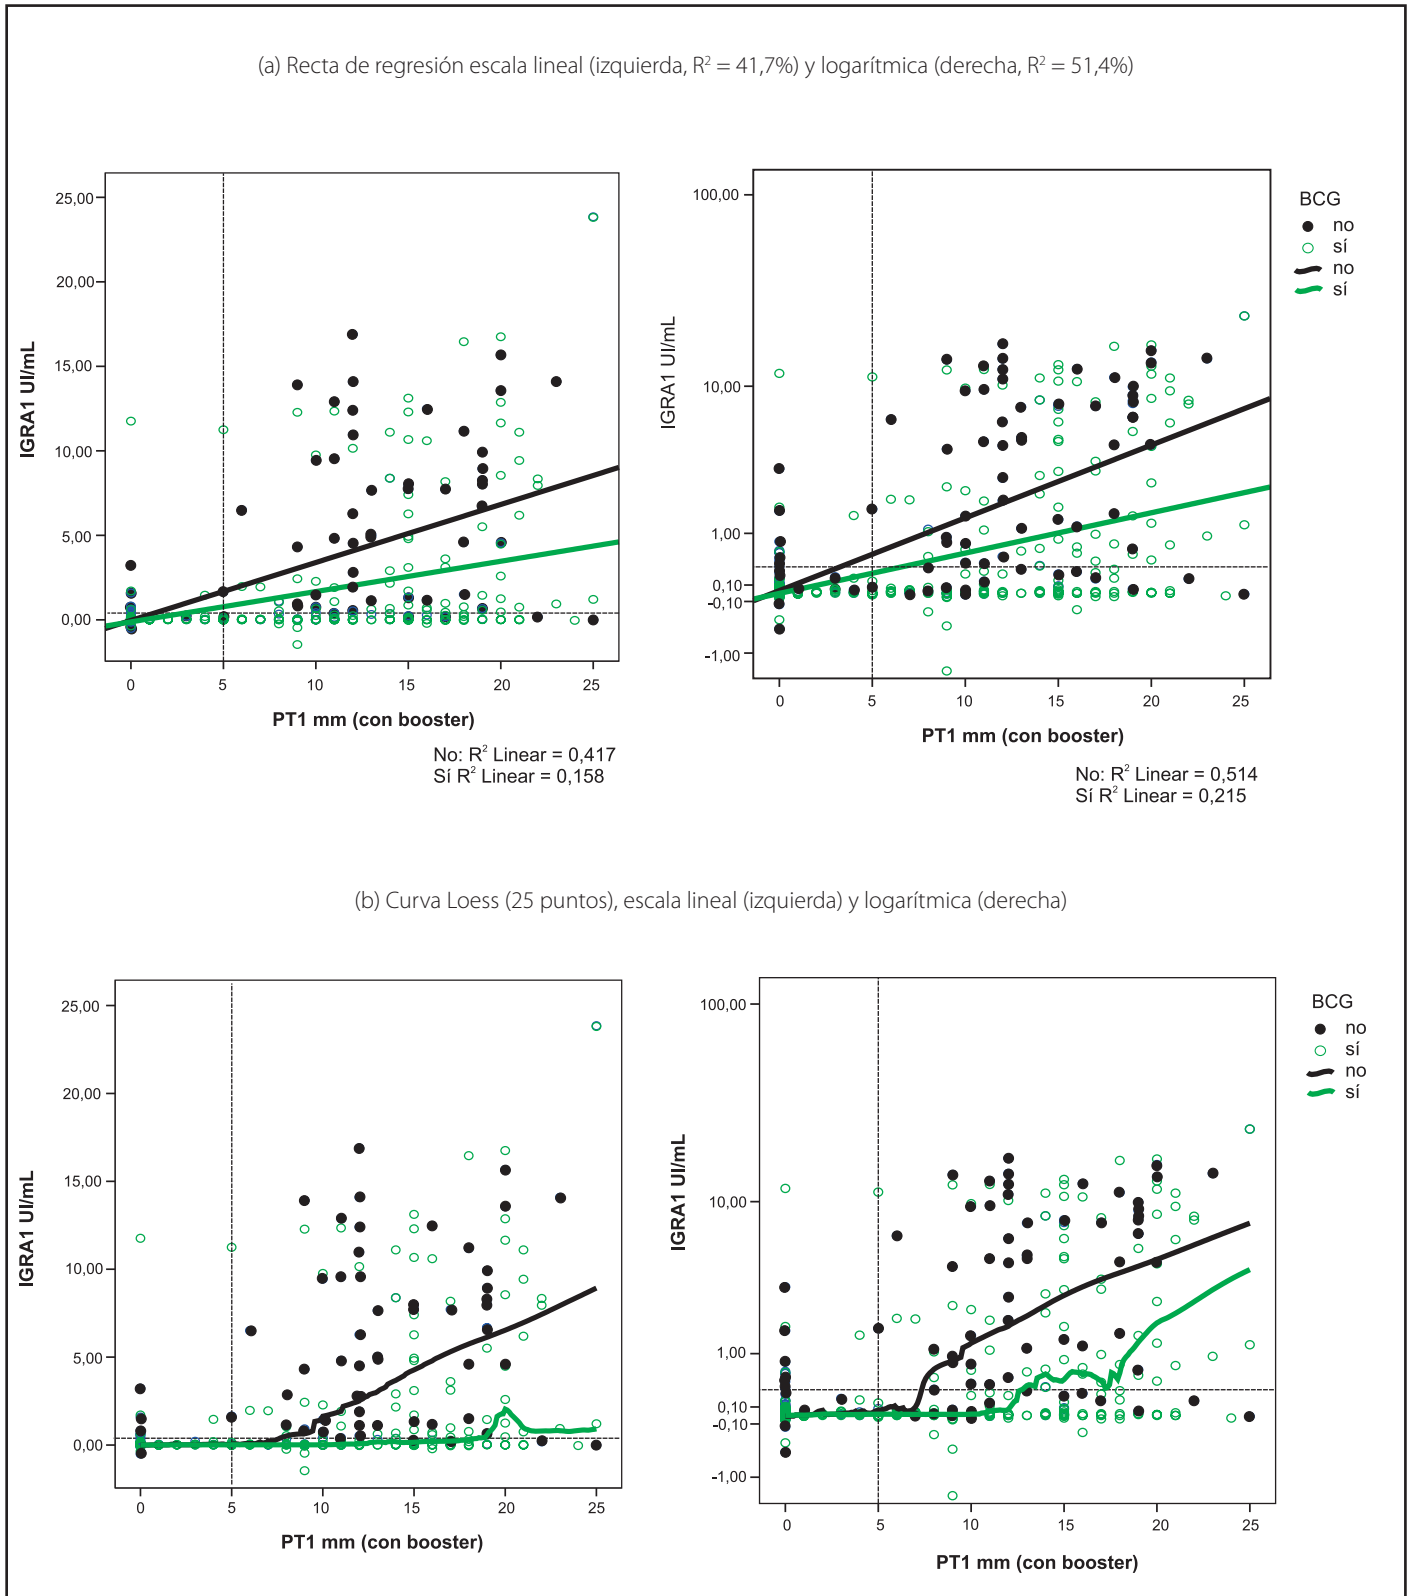 (a) Recta de regresión escala lineal (izquierda, R² = 41,7%) y logarítmica (derecha, R² = 51,4%)
25,00
20,00
15,00
10,00
5,00
0,00
IGRA1 UI/mL
0 5 10 15 20 25
PT1 mm (con booster)
No: R² Linear = 0,417
Sí R² Linear = 0,158
100,00
10,00
1,00
0,10
-0,10
-1,00
IGRA1 UI/mL
0 5 10 15 20 25
PT1 mm (con booster)
No: R² Linear = 0,514
Sí R² Linear = 0,215
BCG
no
sí
no
sí
(b) Curva Loess (25 puntos), escala lineal (izquierda) y logarítmica (derecha)
25,00
20,00
15,00
10,00
5,00
0,00
IGRA1 UI/mL
0 5 10 15 20 25
PT1 mm (con booster)
100,00
10,00
1,00
0,10
-0,10
-1,00
IGRA1 UI/mL
0 5 10 15 20 25
PT1 mm (con booster)
BCG
no
sí
no
sí